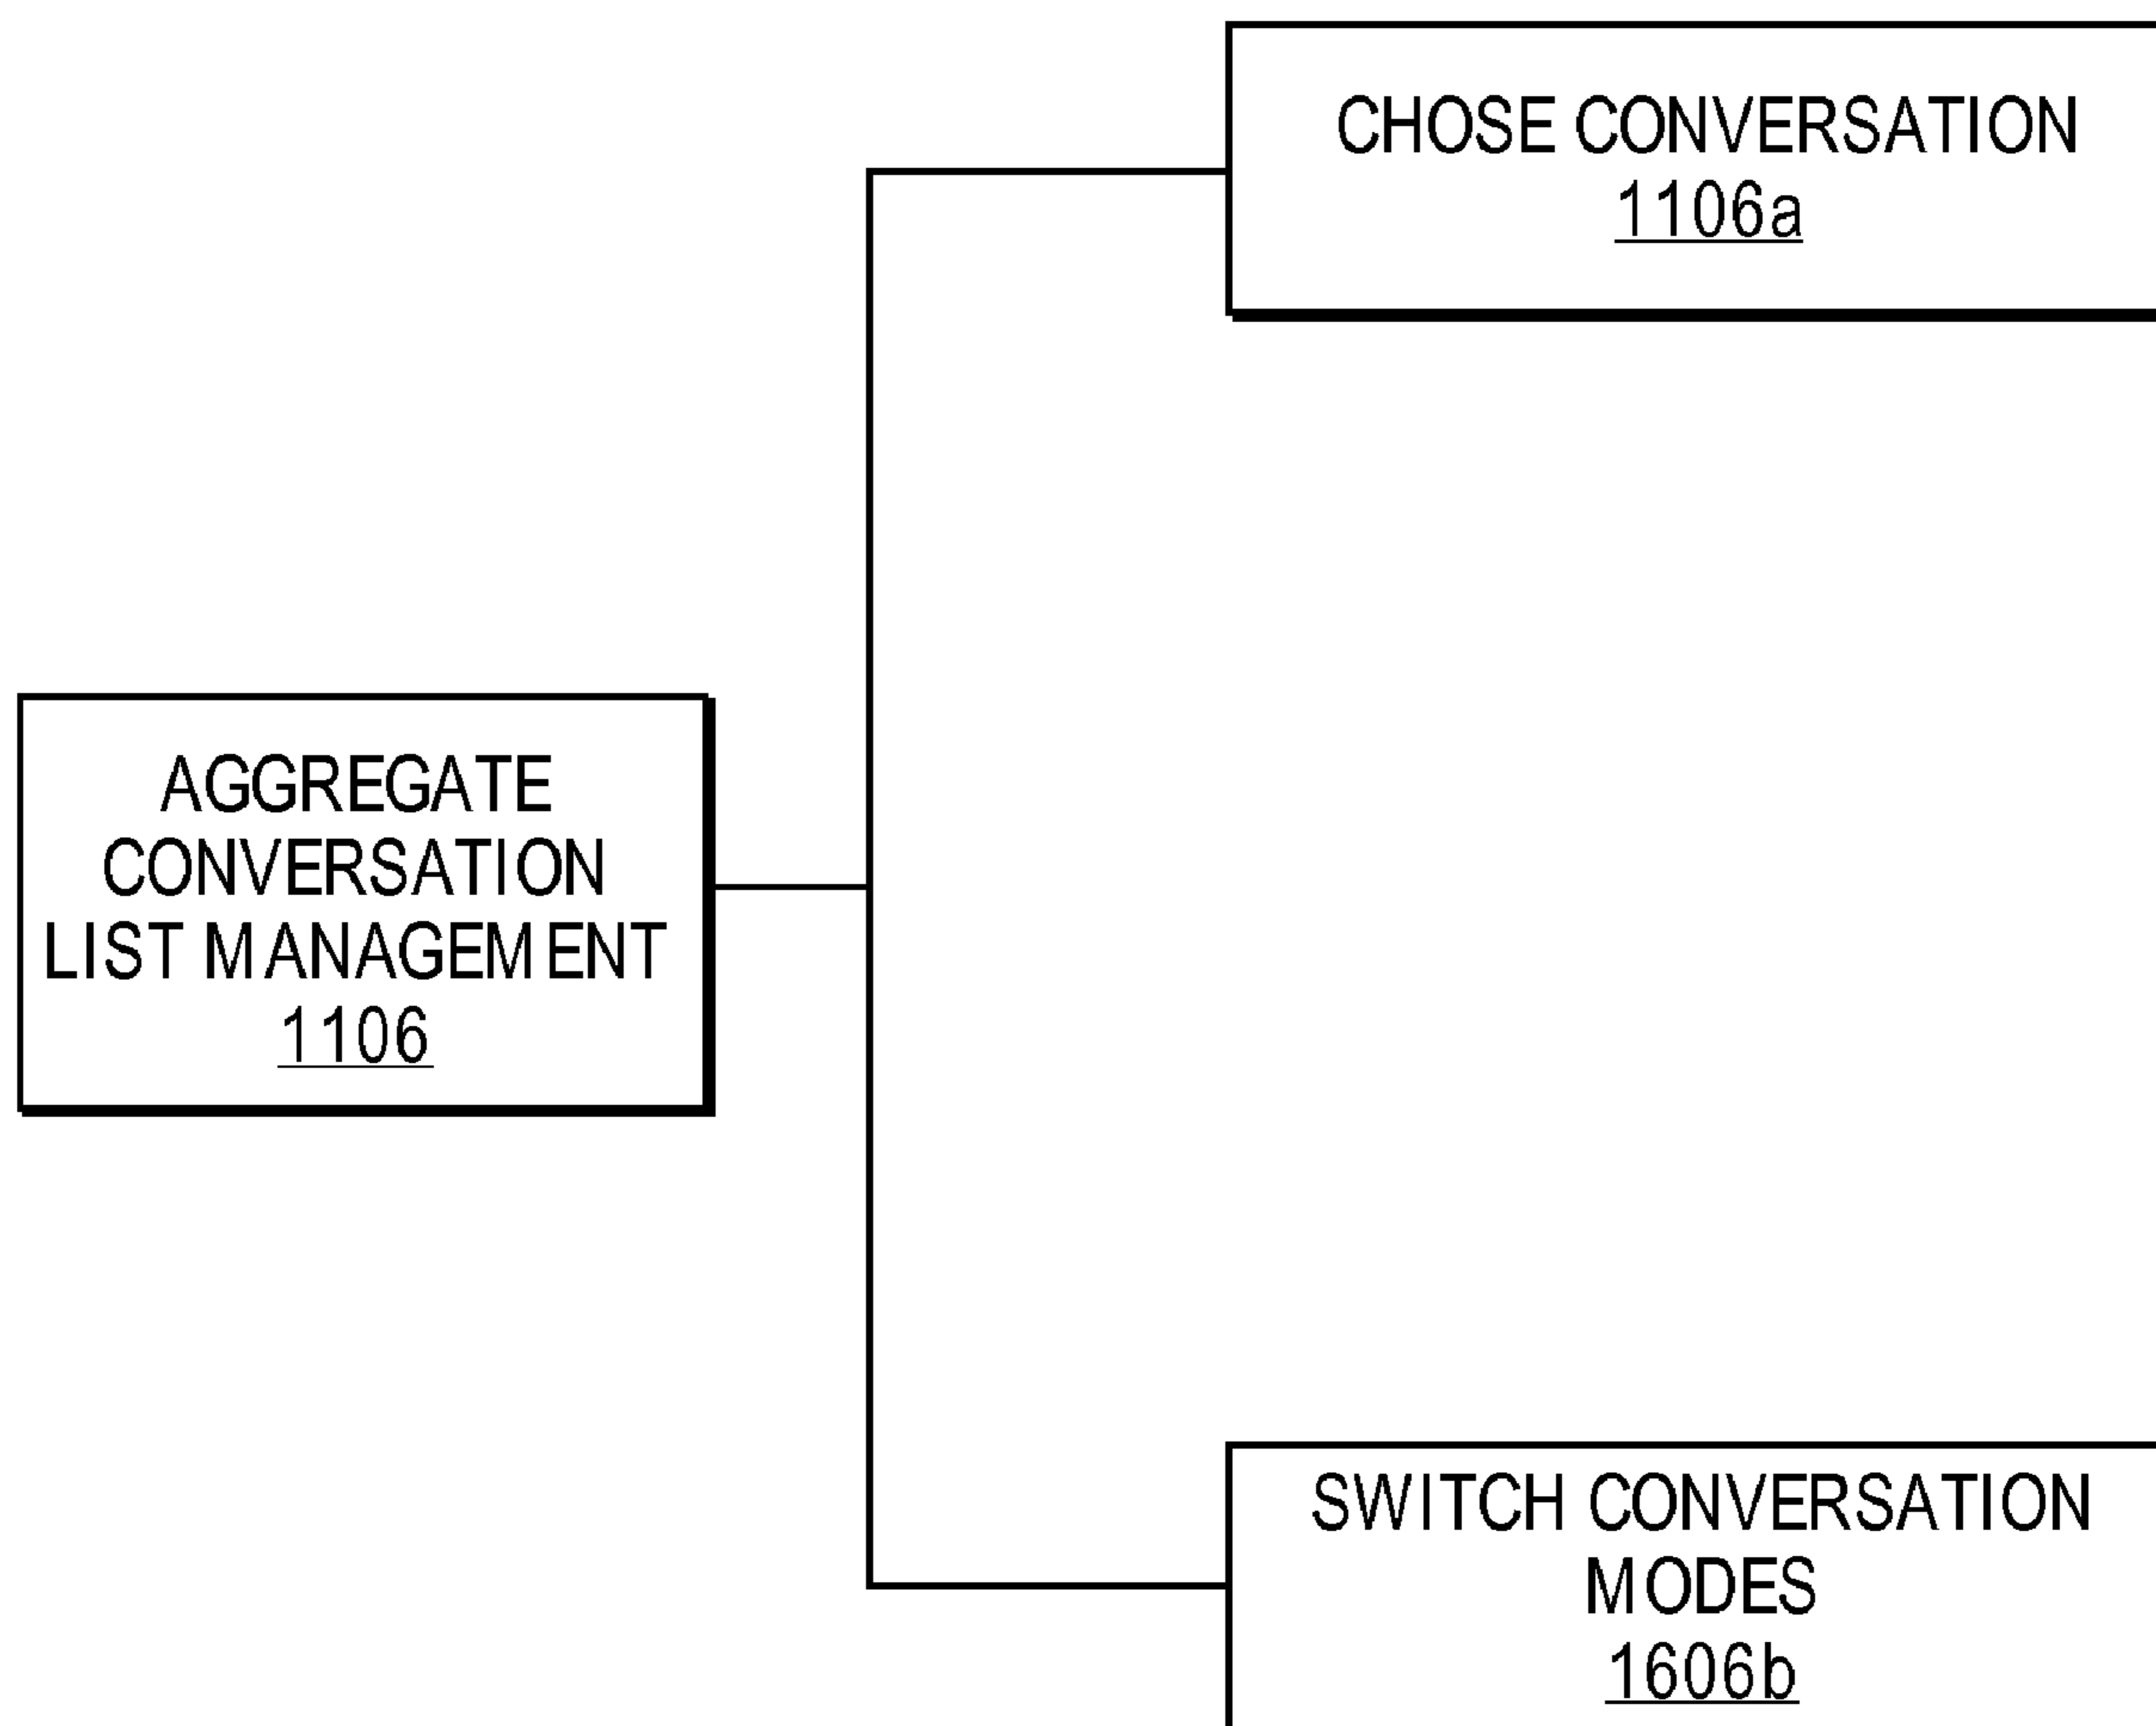 CHOSE CONVERSATION
1106a
AGGREGATE
CONVERSATION
LIST MANAGEMENT
1106
SWITCH CONVERSATION
MODES
1606b